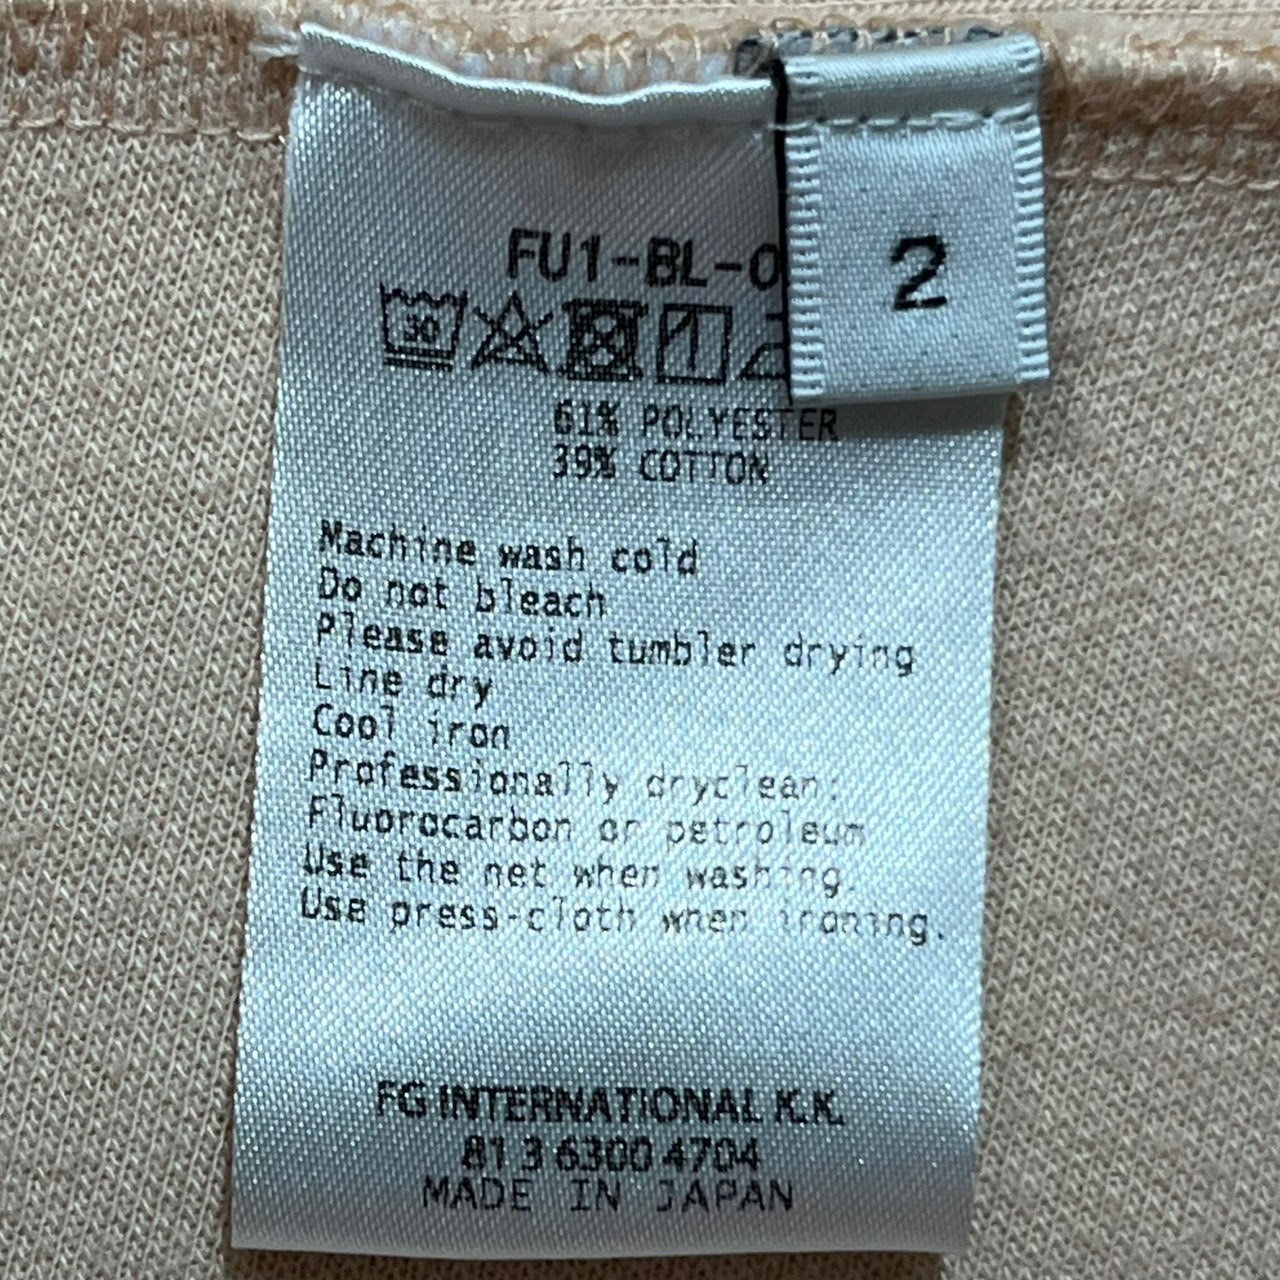 FU1-BL-0
2
30
61% POLYESTER
39% COTTON
Machine wash cold
Do not bleach
Please avoid tumbler drying
Line dry
Cool iron
Professionally dryclean:
Fluorocarbon or petroleum
Use the net when washing.
Use press-cloth when ironing.
FG INTERNATIONAL K.K.
81 3 6300 4704
MADE IN JAPAN